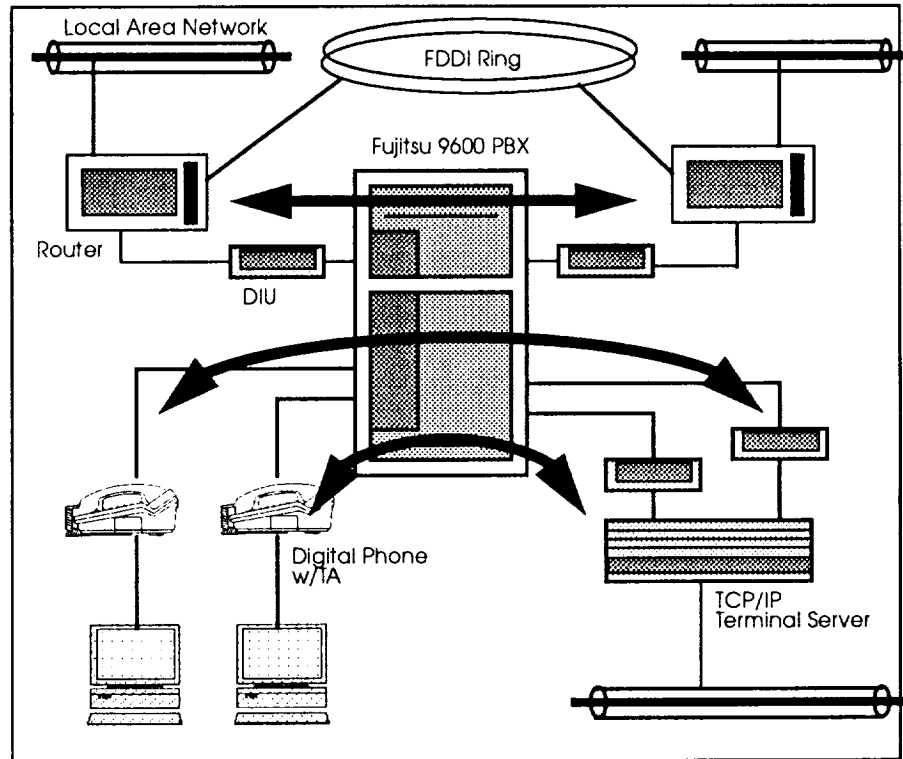 Local Area Network
FDDI Ring
Fujitsu 9600 PBX
Router
DIU
Digital Phone
w/TA
TCP/IP
Terminal Server